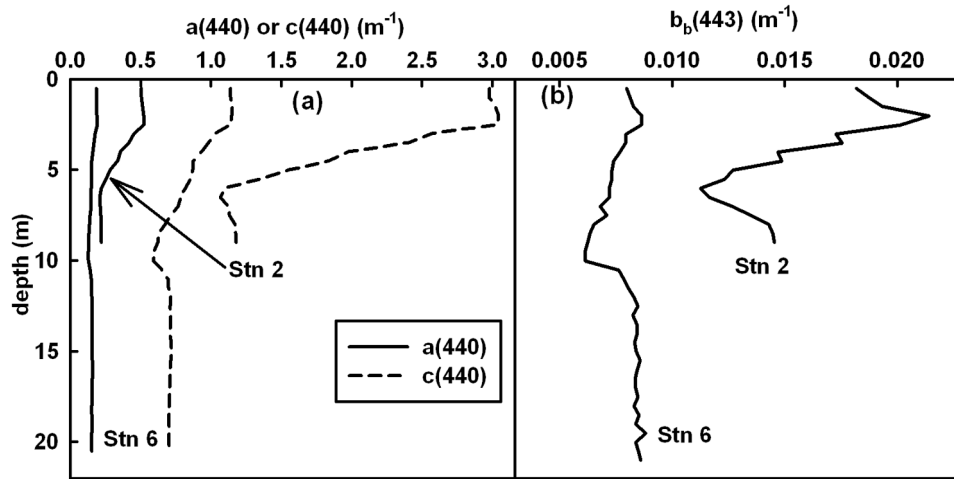 a(440) or c(440) (m⁻¹)
b_b(443) (m⁻¹)
0.0 0.5 1.0 1.5 2.0 2.5 3.0
0.005 0.010 0.015 0.020
(a)
(b)
depth (m)
0
5
10
15
20
Stn 2
Stn 2
a(440)
c(440)
Stn 6
Stn 6